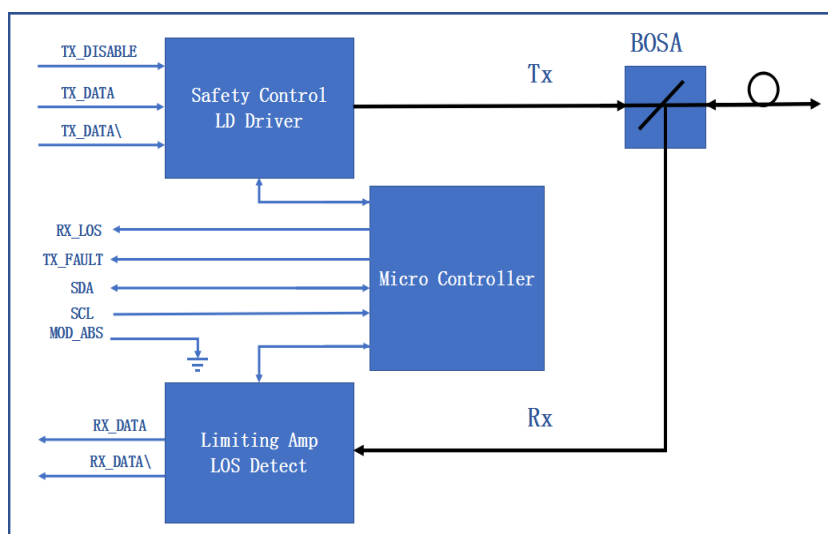 BOSA
TX_DISABLE
Tx
TX_DATA
Safety Control
LD Driver
TX_DATA\
RX_LOS
TX_FAULT
Micro Controller
SDA
SCL
MOD_ABS
Rx
RX_DATA
Limiting Amp
LOS Detect
RX_DATA\